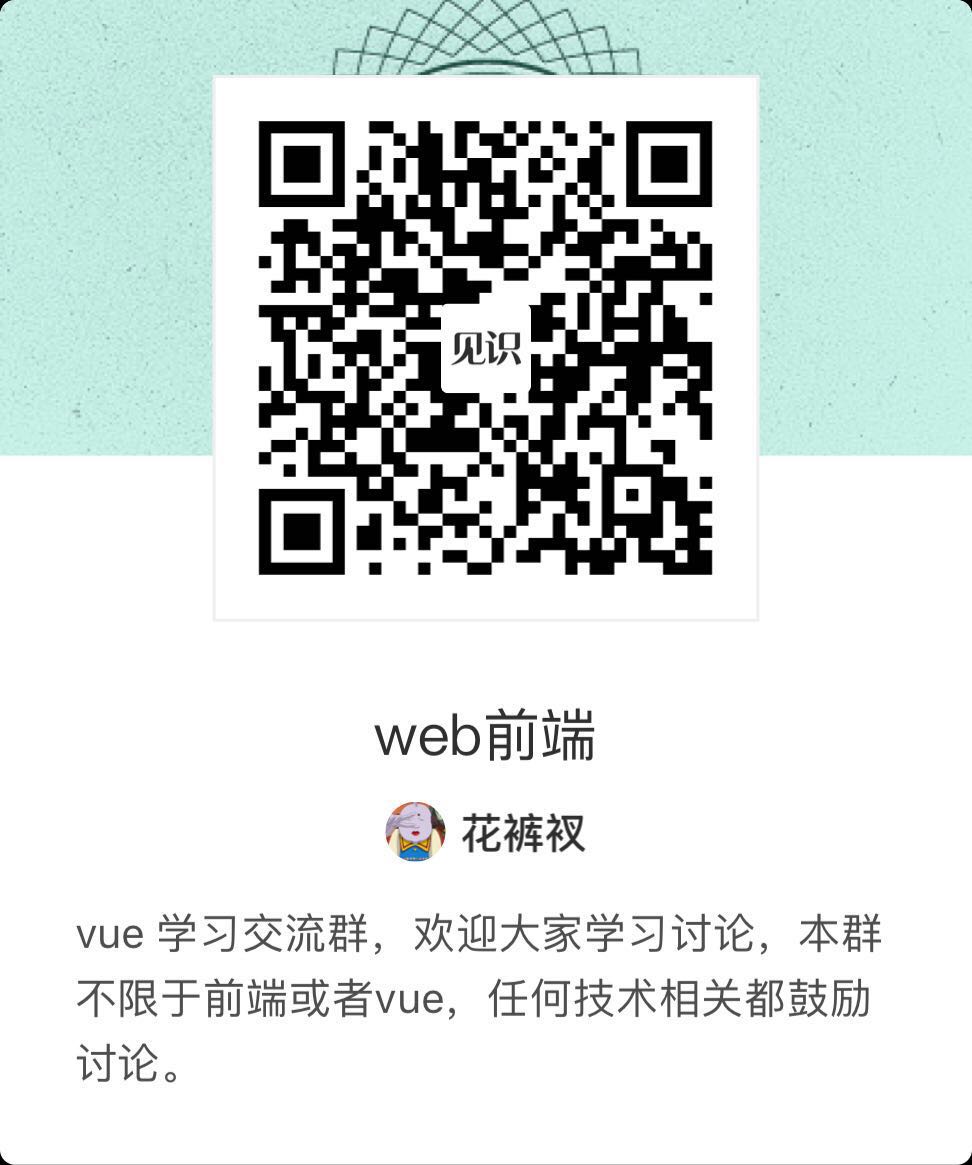 见识
web前端
花裤衩
vue 学习交流群，欢迎大家学习讨论，本群
不限于前端或者vue，任何技术相关都鼓励
讨论。